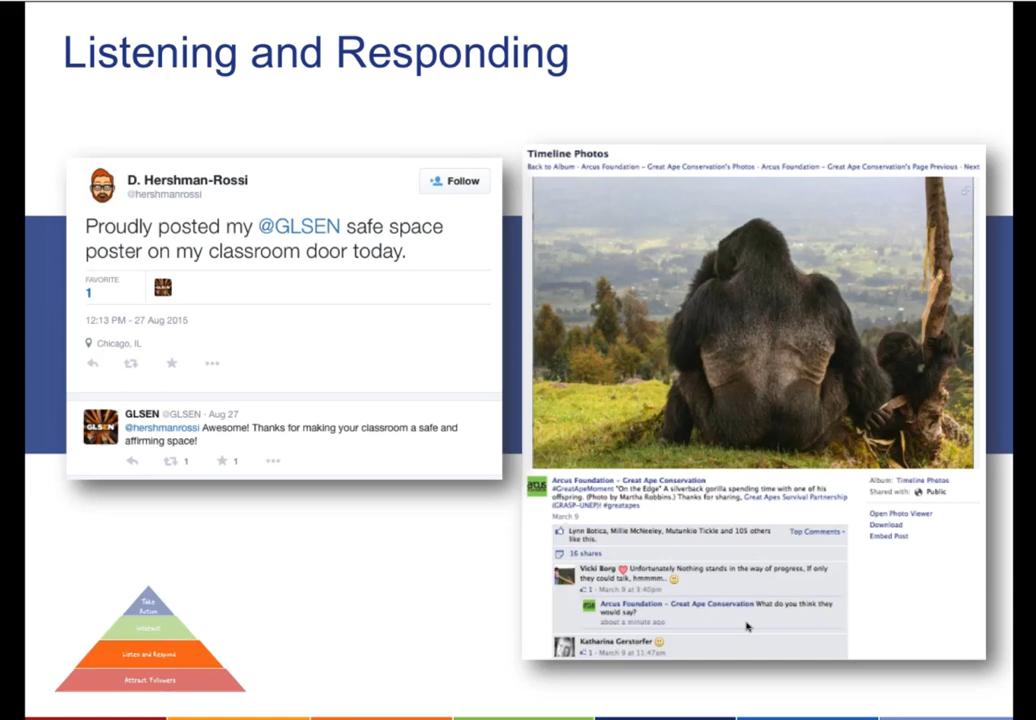 Listening and Responding
D. Hershman-Rossi
@hershmanrossi
Follow
Proudly posted my @GLSEN safe space
poster on my classroom door today.
FAVORITE
1
12:13 PM - 27 Aug 2015
Chicago, IL
GLSEN @GLSEN · Aug 27
@hershmanrossi Awesome! Thanks for making your classroom a safe and
affirming space!
1
1
Take
Action
Interact
Listen and Respond
Attract Followers
Timeline Photos
Back to Album · Arcus Foundation – Great Ape Conservation's Photos · Arcus Foundation – Great Ape Conservation's Page Previous · Next
arcus
Arcus Foundation – Great Ape Conservation
#GreatApeMoment "On the Edge" A silverback gorilla spending time with one of his
offspring. (Photo by Martha Robbins.) Thanks for sharing, Great Apes Survival Partnership
(GRASP-UNEP)! #greatapes
March 9
Lynn Botica, Millie McNeeley, Mutunkio Tickle and 105 others
like this.
Top Comments
16 shares
Vicki Borg Unfortunately Nothing stands in the way of progress, If only
they could talk, hmmmm..
1 · March 9 at 3:40pm
Arcus Foundation – Great Ape Conservation What do you think they
would say?
about a minute ago
Katharina Gerstorfer
1 · March 9 at 11:47am
Album: Timeline Photos
Shared with: Public
Open Photo Viewer
Download
Embed Post